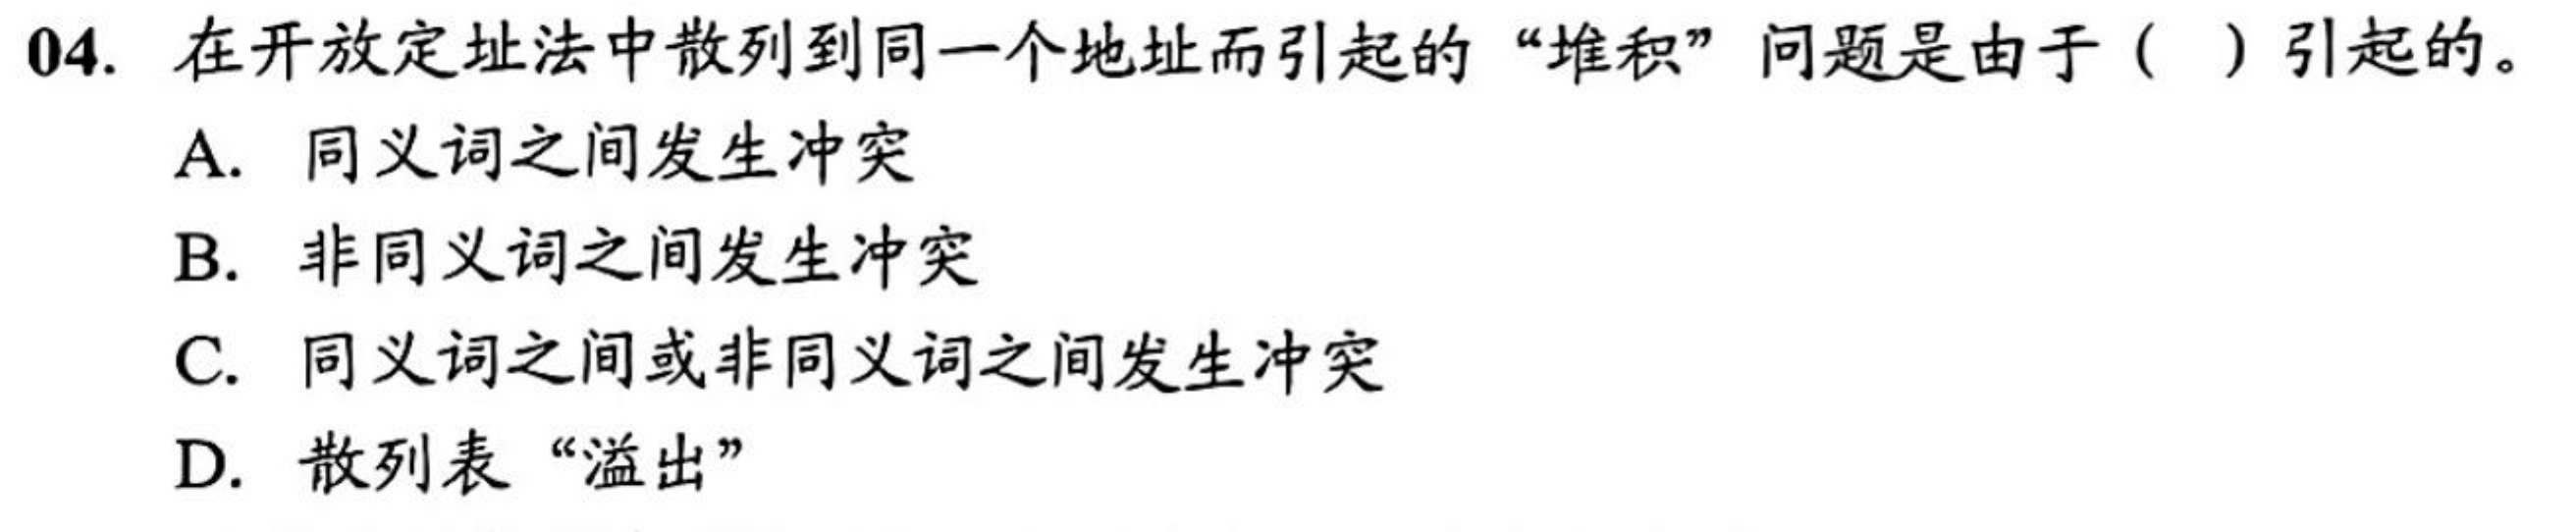 04. 在开放定址法中散列到同一个地址而引起的“堆积”问题是由于（ ）引起的。
A. 同义词之间发生冲突
B. 非同义词之间发生冲突
C. 同义词之间或非同义词之间发生冲突
D. 散列表“溢出”